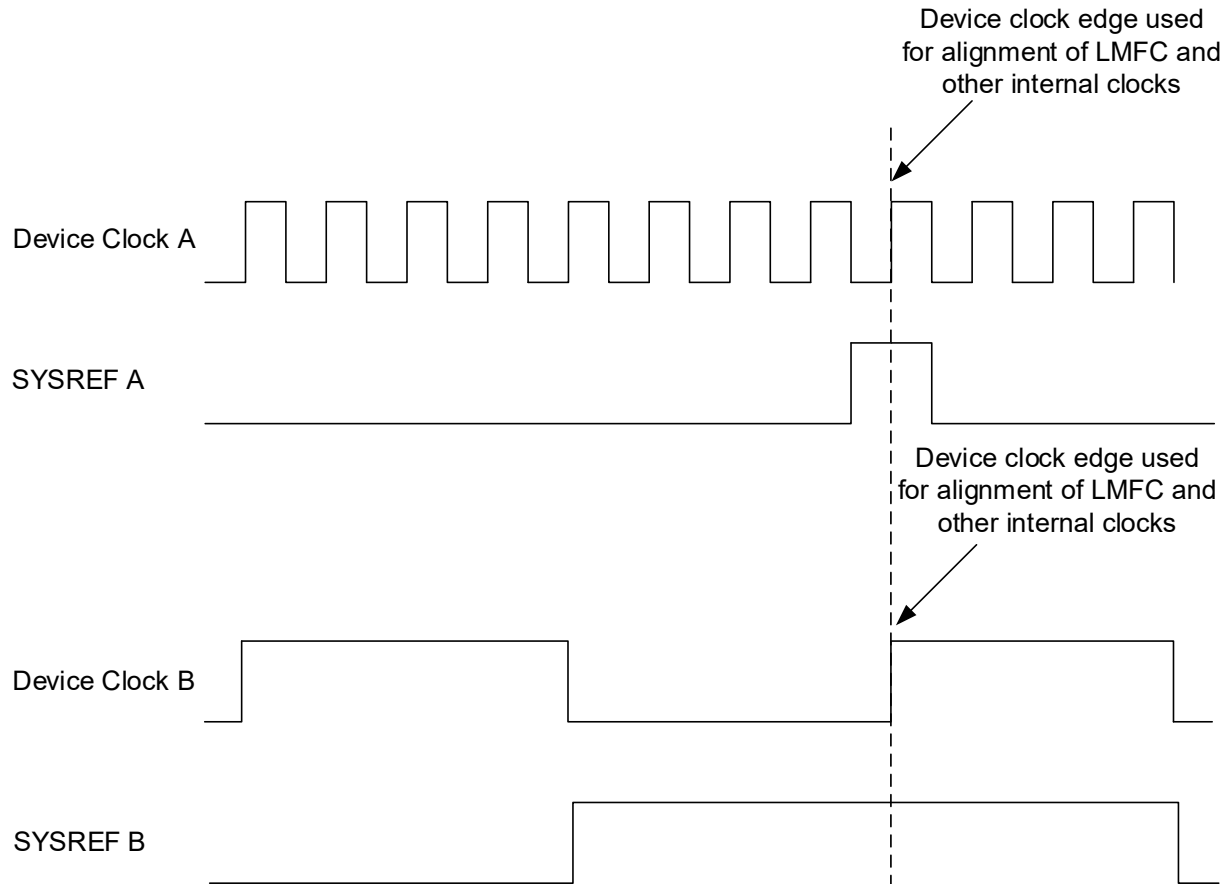 Device clock edge used
for alignment of LMFC and
other internal clocks
Device Clock A
SYSREF A
Device clock edge used
for alignment of LMFC and
other internal clocks
Device Clock B
SYSREF B